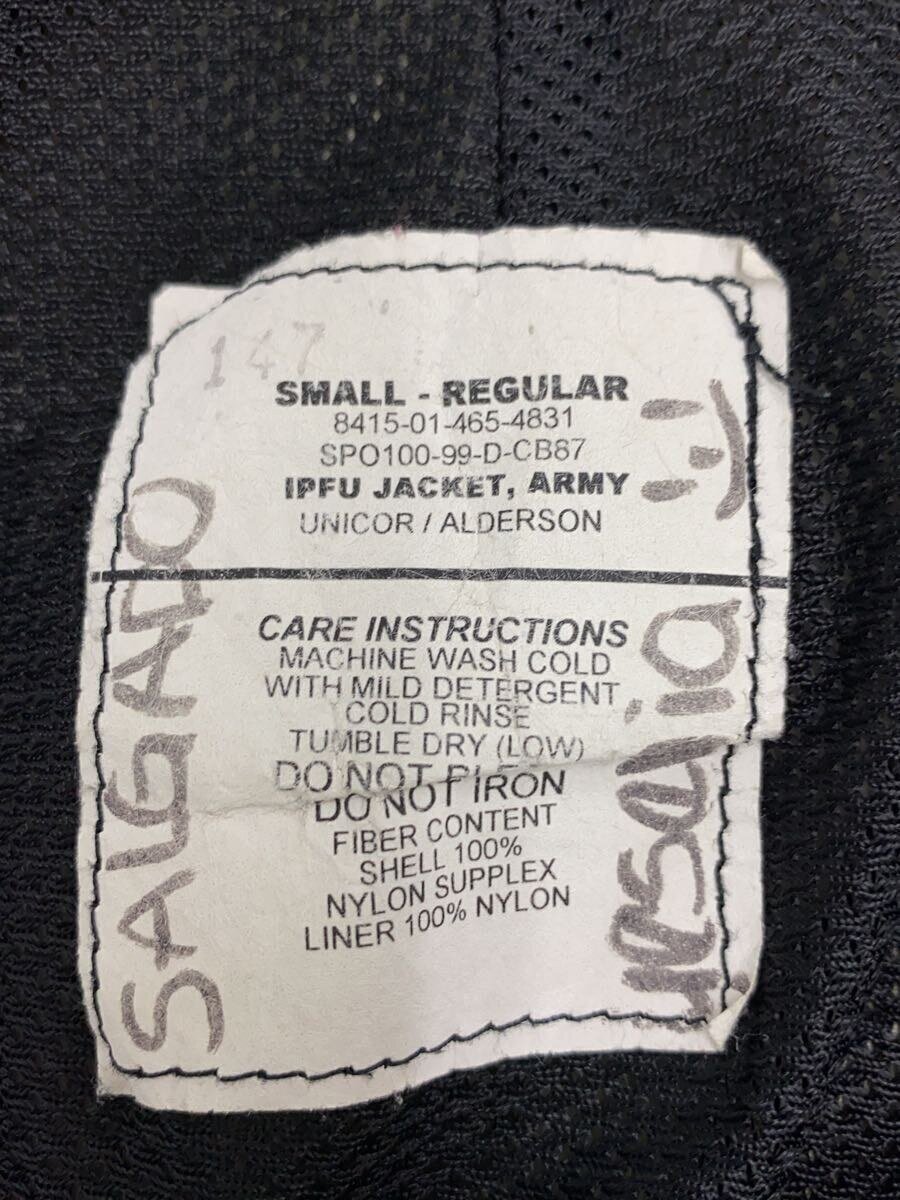 147
SMALL - REGULAR
8415-01-465-4831
SPO100-99-D-CB87
IPFU JACKET, ARMY
UNICOR / ALDERSON
CARE INSTRUCTIONS
MACHINE WASH COLD
WITH MILD DETERGENT
COLD RINSE
TUMBLE DRY (LOW)
DO NOT
DO NOT IRON
FIBER CONTENT
SHELL 100%
NYLON SUPPLEX
LINER 100% NYLON
SALGADO